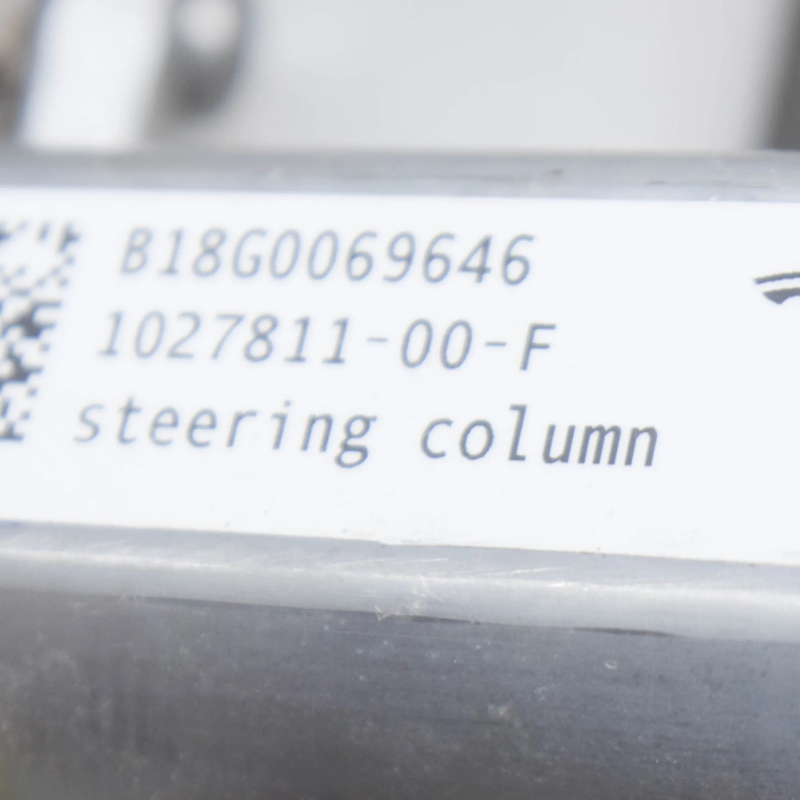 B18G0069646
1027811-00-F
steering column